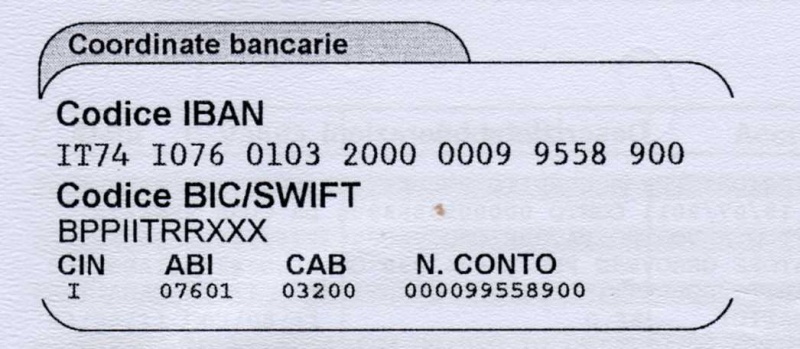 Coordinate bancarie
Codice IBAN
IT74 I076 0103 2000 0009 9558 900
Codice BIC/SWIFT
BPPIITRRXXX
CIN ABI CAB N. CONTO
I 07601 03200 000099558900